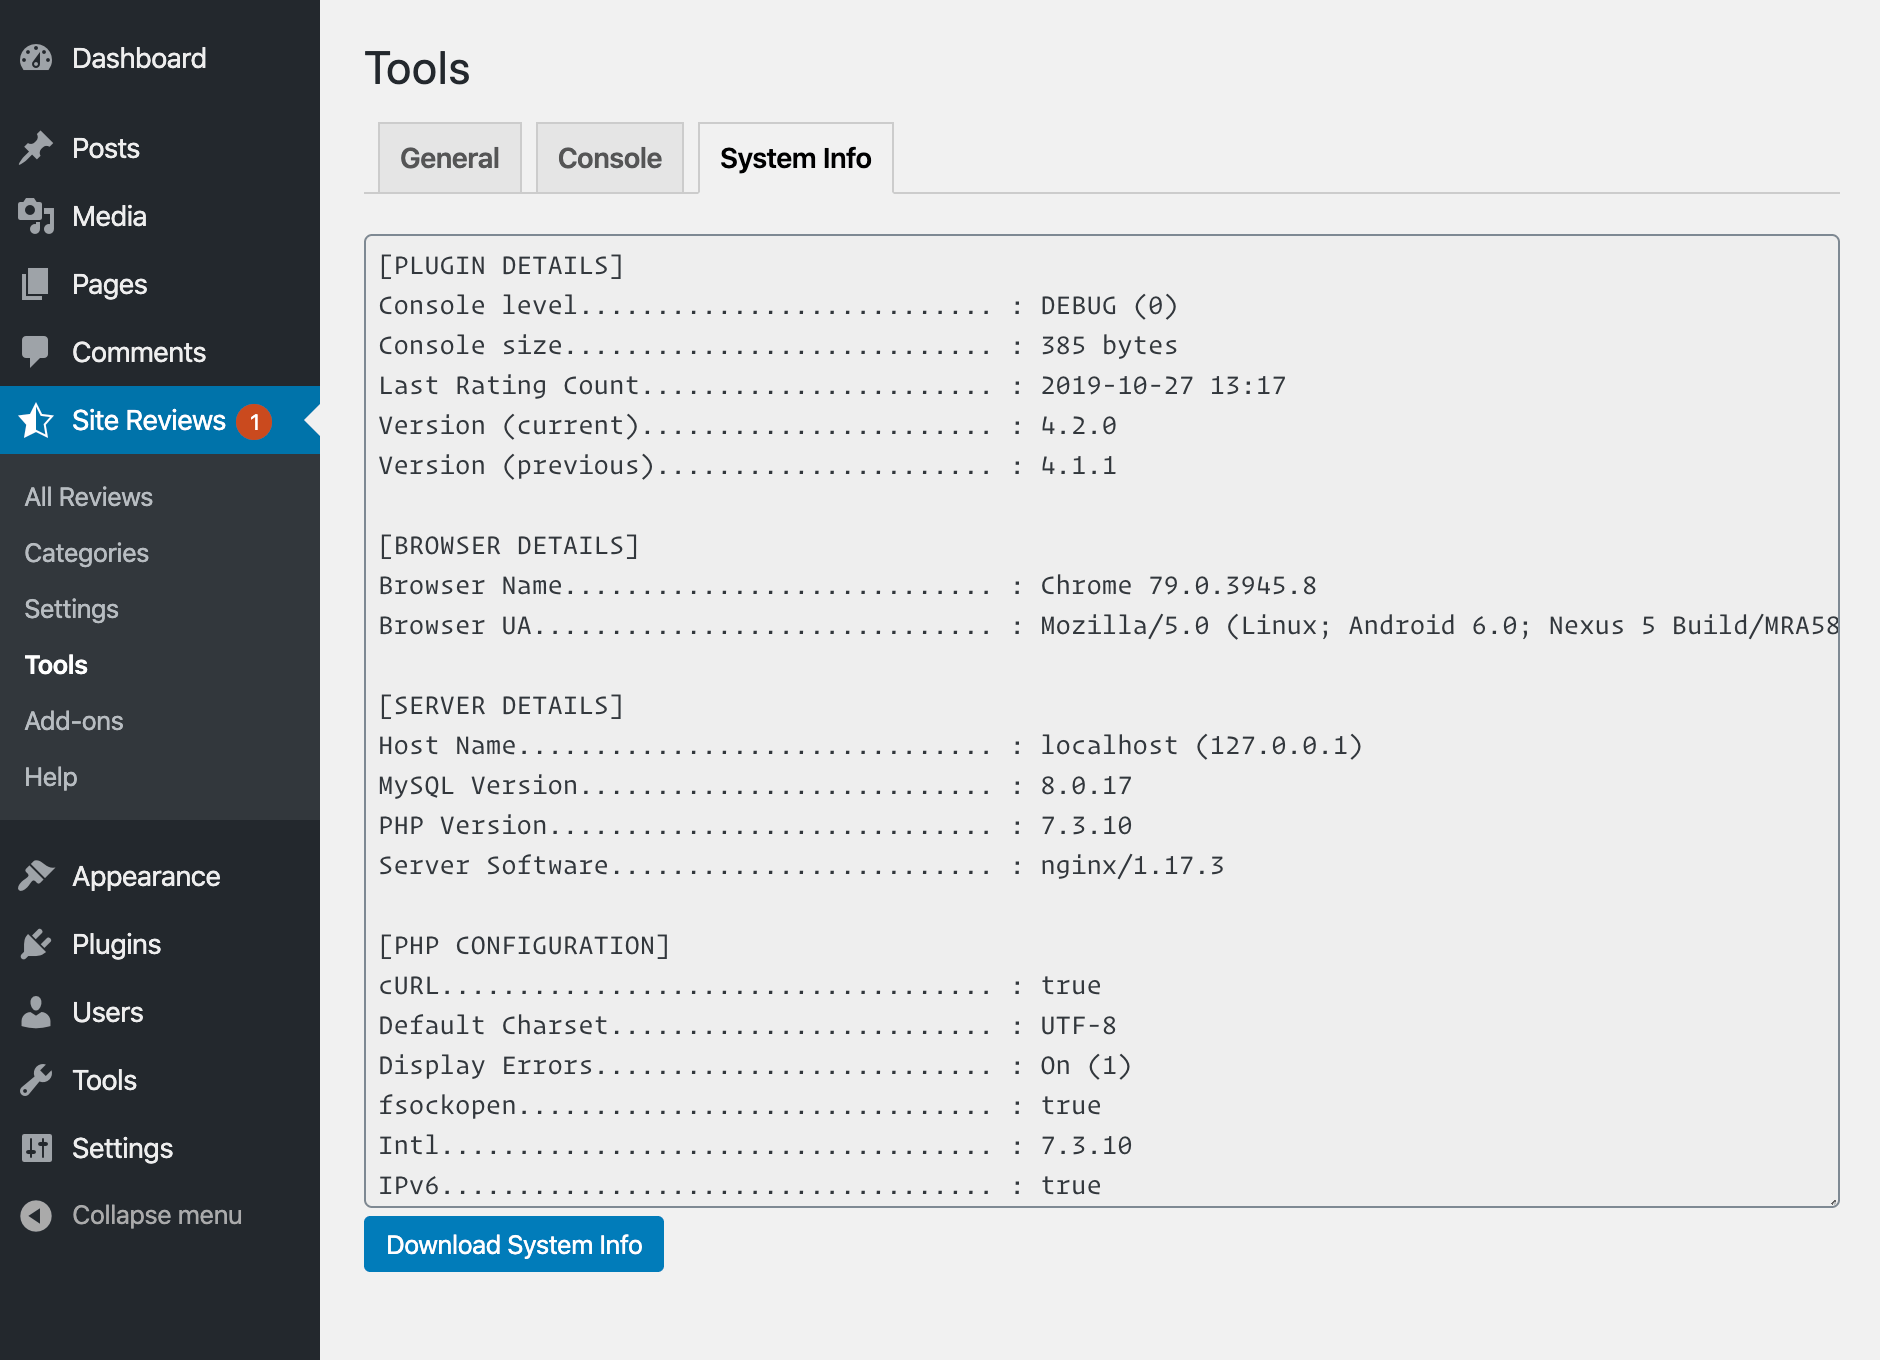 Dashboard
Posts
Media
Pages
Comments
Site Reviews 1
All Reviews
Categories
Settings
Tools
Add-ons
Help
Appearance
Plugins
Users
Tools
Settings
Collapse menu
Tools
General Console System Info
[PLUGIN DETAILS]
Console level........................... : DEBUG (0)
Console size............................ : 385 bytes
Last Rating Count....................... : 2019-10-27 13:17
Version (current)....................... : 4.2.0
Version (previous)...................... : 4.1.1
[BROWSER DETAILS]
Browser Name............................ : Chrome 79.0.3945.8
Browser UA.............................. : Mozilla/5.0 (Linux; Android 6.0; Nexus 5 Build/MRA58
[SERVER DETAILS]
Host Name............................... : localhost (127.0.0.1)
MySQL Version........................... : 8.0.17
PHP Version............................. : 7.3.10
Server Software......................... : nginx/1.17.3
[PHP CONFIGURATION]
cURL.................................... : true
Default Charset......................... : UTF-8
Display Errors.......................... : On (1)
fsockopen............................... : true
Intl.................................... : 7.3.10
IPv6.................................... : true
Download System Info